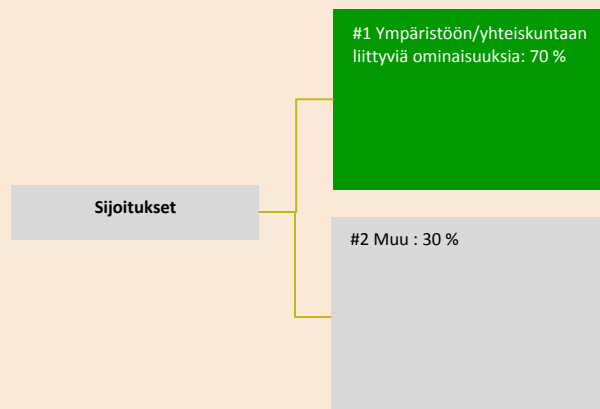 #1 Ympäristöön/yhteiskuntaan
liittyviä ominaisuuksia: 70 %
Sijoitukset
#2 Muu : 30 %